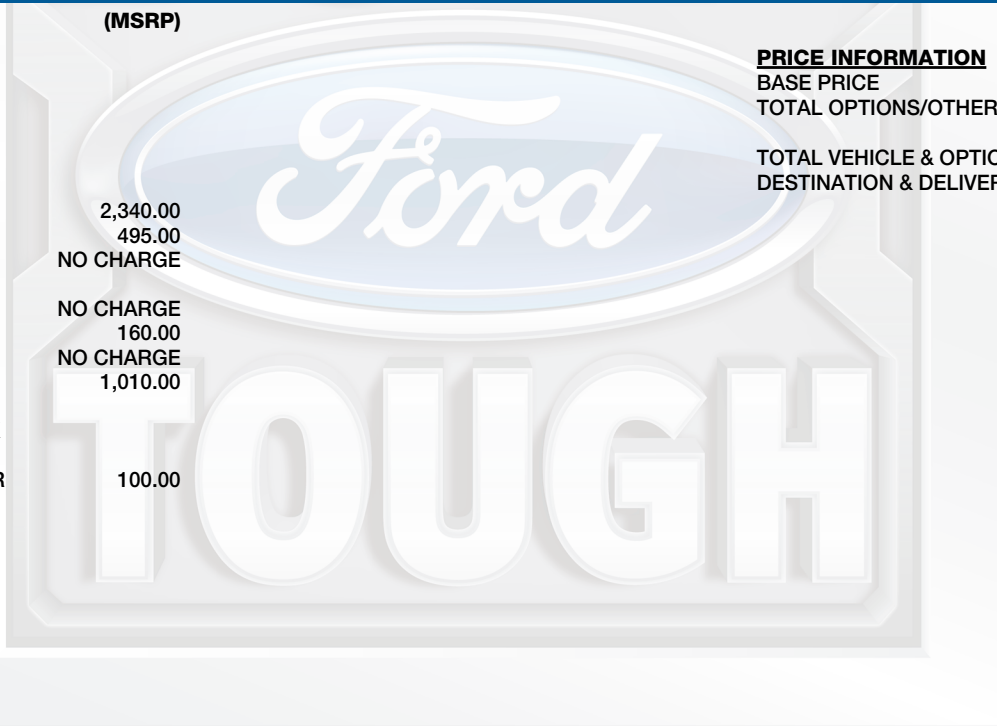 (MSRP)
2,340.00
495.00
NO CHARGE
NO CHARGE
160.00
NO CHARGE
1,010.00
R 100.00
PRICE INFORMATION
BASE PRICE
TOTAL OPTIONS/OTHER
TOTAL VEHICLE & OPTIO
DESTINATION & DELIVER
Ford
TOUGH